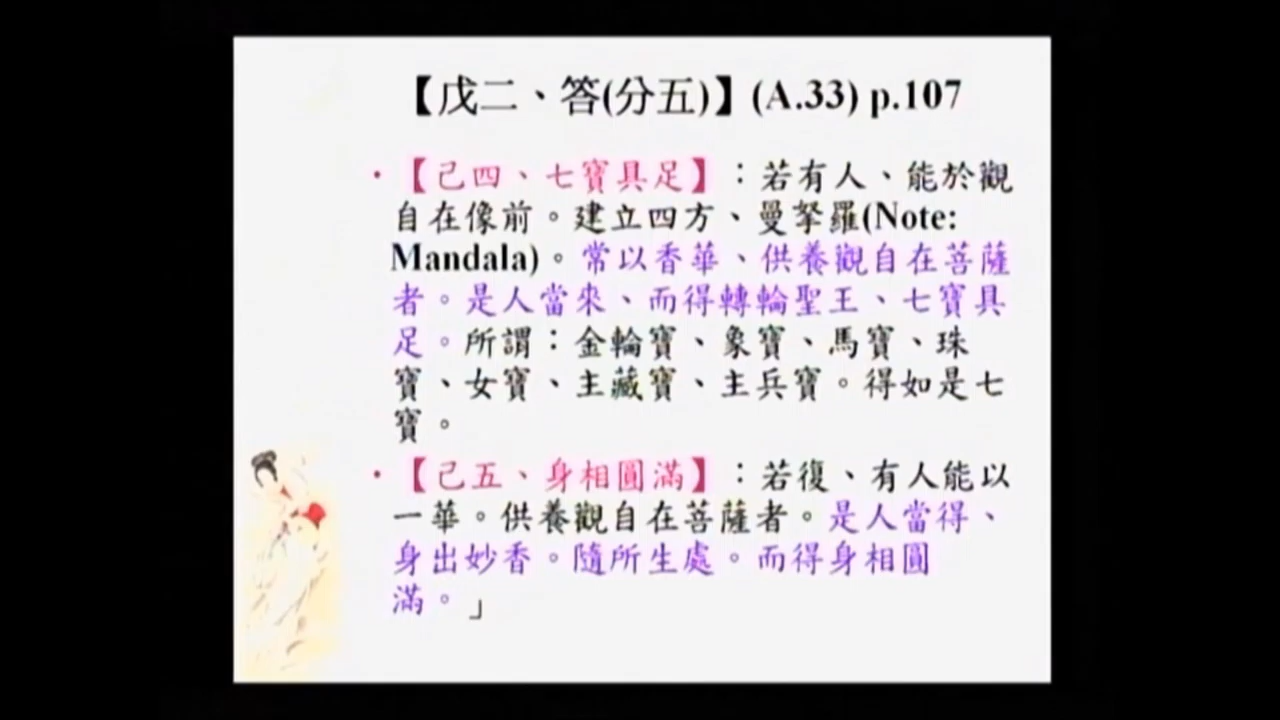 【戊二、答(分五)】(A.33) p.107
•【己四、七寶具足】：若有人、能於觀
自在像前。建立四方、曼拏羅(Note:
Mandala)。常以香華、供養觀自在菩薩
者。是人當來、而得轉輪聖王、七寶具
足。所謂：金輪寶、象寶、馬寶、珠
寶、女寶、主藏寶、主兵寶。得如是七
寶。
•【己五、身相圓滿】：若復、有人能以
一華。供養觀自在菩薩者。是人當得、
身出妙香。隨所生處。而得身相圓
滿。」